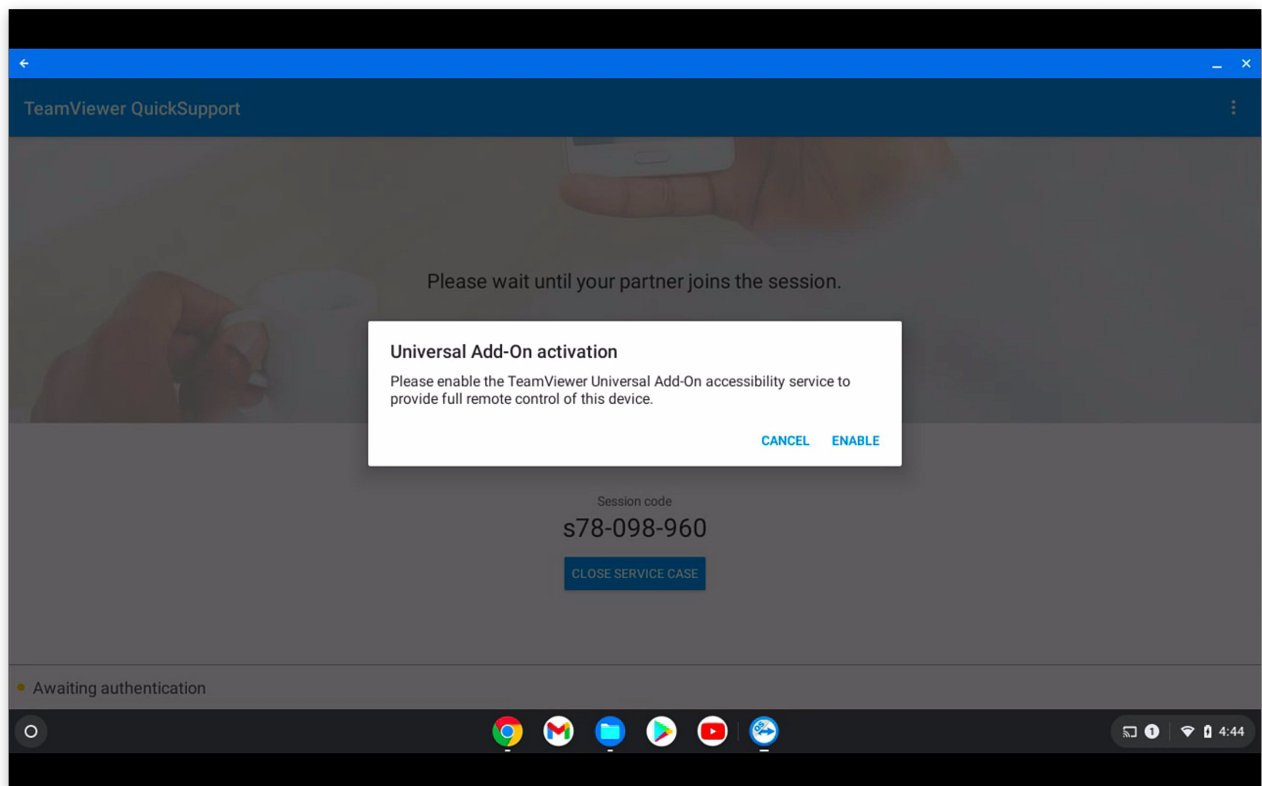 TeamViewer QuickSupport
Please wait until your partner joins the session.
Universal Add-On activation
Please enable the TeamViewer Universal Add-On accessibility service to
provide full remote control of this device.
CANCEL ENABLE
Session code
s78-098-960
CLOSE SERVICE CASE
Awaiting authentication
1 4:44